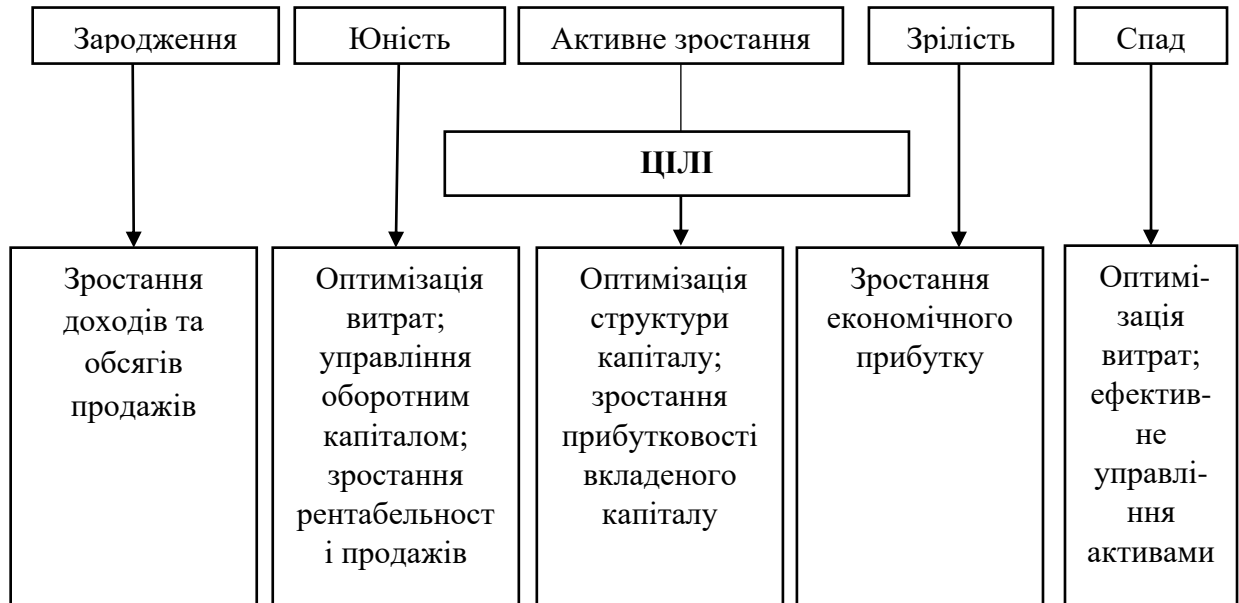 Зародження
Юність
Активне зростання
Зрілість
Спад
ЦІЛІ
Зростання
доходів та
обсягів
продажів
Оптимізація
витрат;
управління
оборотним
капіталом;
зростання
рентабельност
і продажів
Оптимізація
структури
капіталу;
зростання
прибутковості
вкладеного
капіталу
Зростання
економічного
прибутку
Оптимі-
зація
витрат;
ефектив-
не
управлі-
ння
активами